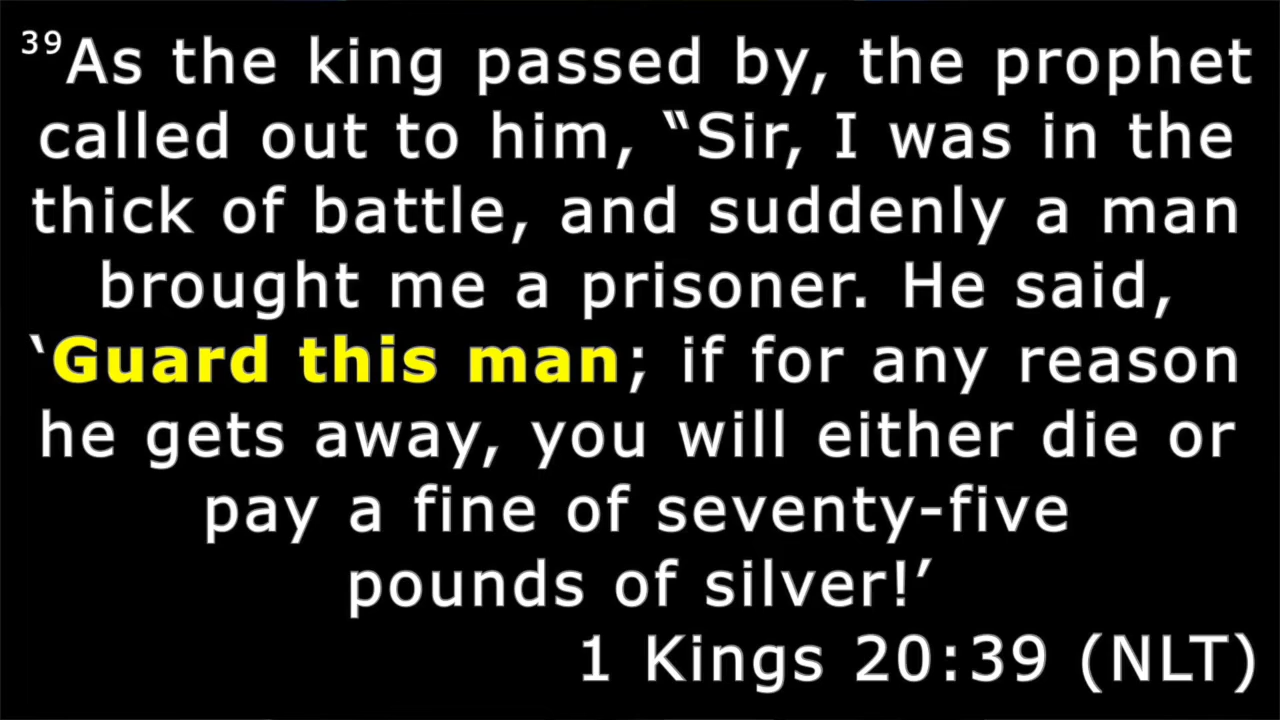 39As the king passed by, the prophet
called out to him, “Sir, I was in the
thick of battle, and suddenly a man
brought me a prisoner. He said,
‘Guard this man; if for any reason
he gets away, you will either die or
pay a fine of seventy-five
pounds of silver!’
1 Kings 20:39 (NLT)